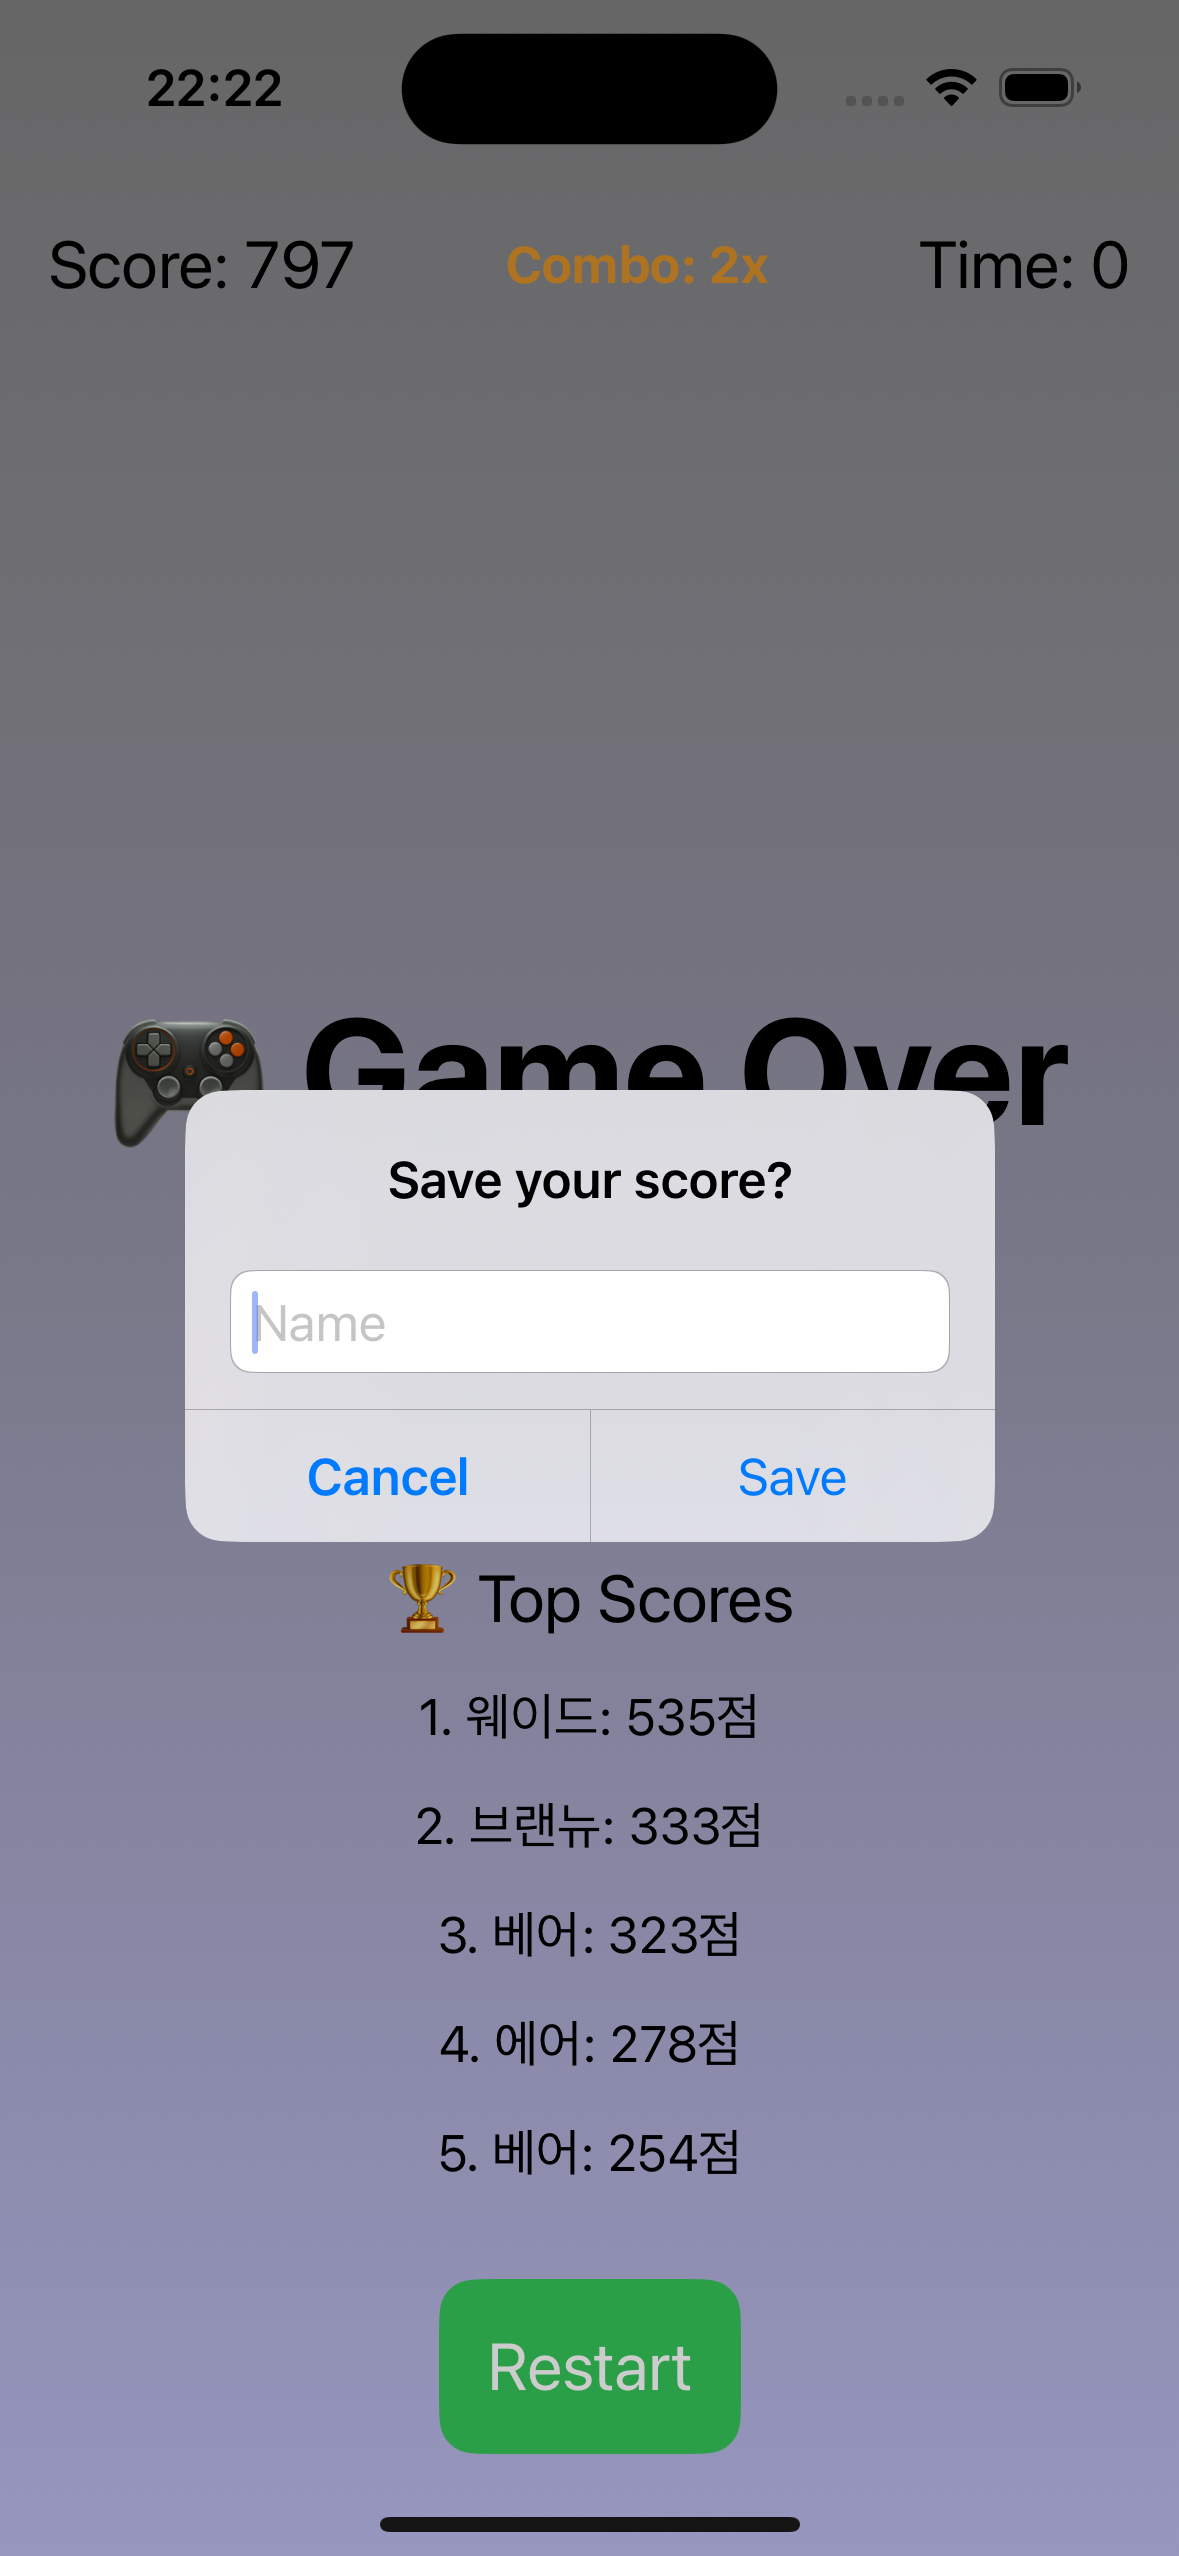 22:22
Score: 797 Combo: 2x Time: 0
🎮 Game Over
Save your score?
Name
Cancel Save
🏆 Top Scores
1. 웨이드: 535점
2. 브랜뉴: 333점
3. 베어: 323점
4. 에어: 278점
5. 베어: 254점
Restart